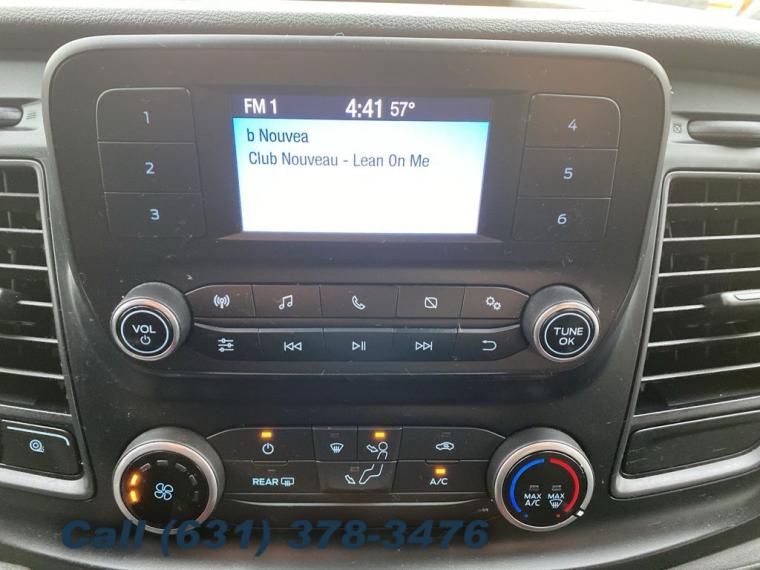 FM 1 4:41 57°
b Nouvea
Club Nouveau - Lean On Me
1
2
3
4
5
6
VOL
TUNE
OK
REAR
A/C
MAX
A/C
MAX
Call (631) 378-3476